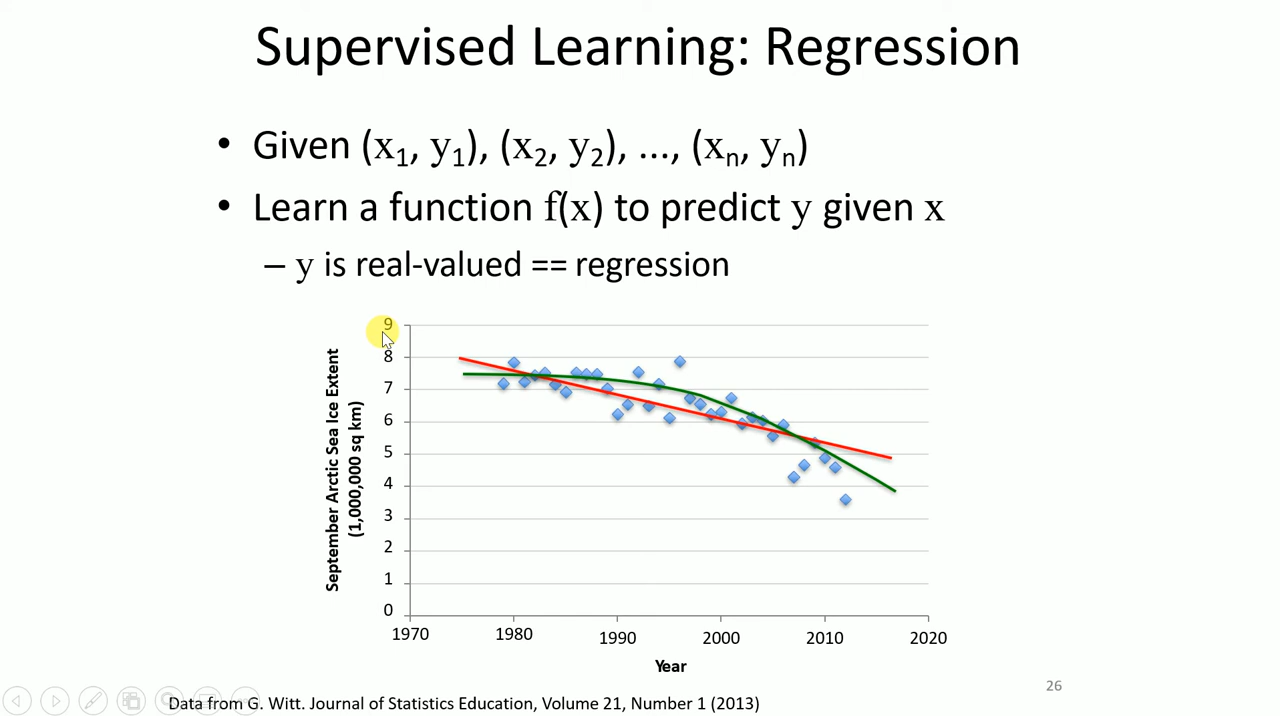 Supervised Learning: Regression
• Given (x₁, y₁), (x₂, y₂), ..., (xₙ, yₙ)
• Learn a function f(x) to predict y given x
– y is real-valued == regression
September Arctic Sea Ice Extent
(1,000,000 sq km)
9
8
7
6
5
4
3
2
1
0
1970 1980 1990 2000 2010 2020
Year
26
Data from G. Witt. Journal of Statistics Education, Volume 21, Number 1 (2013)